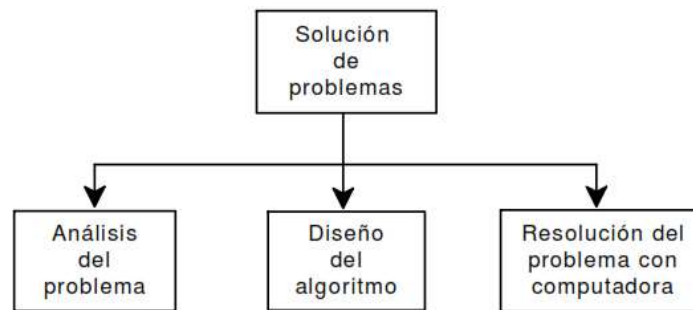 Solución
de
problemas
Análisis
del
problema
Diseño
del
algoritmo
Resolución del
problema con
computadora